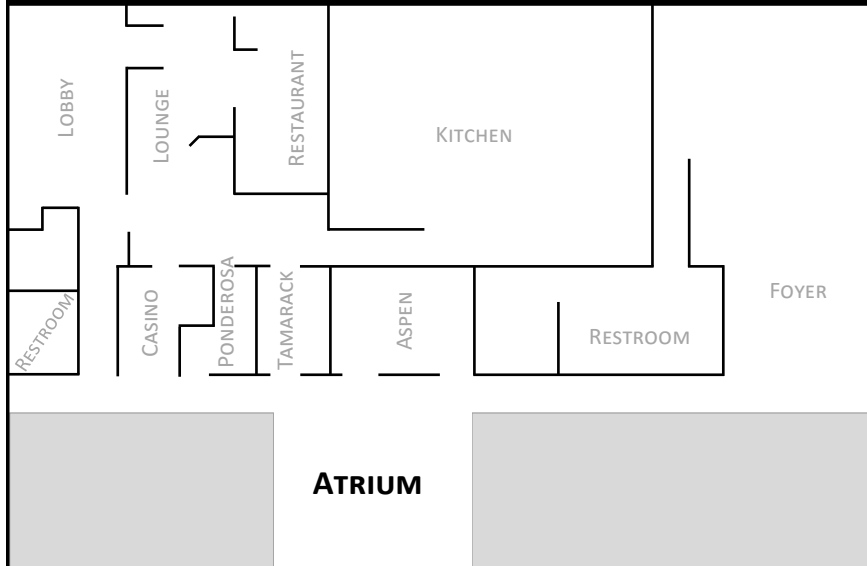 Lobby
Lounge
Restaurant
Kitchen
Restroom
Casino
Ponderosa
Tamarack
Aspen
Restroom
Foyer
Atrium